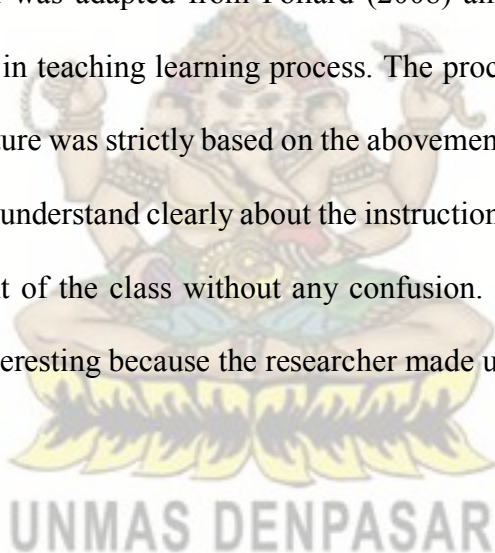 was adapted from Pollard (2008) an
in teaching learning process. The proc
ture was strictly based on the abovemen
understand clearly about the instruction
t of the class without any confusion.
eresting because the researcher made u
UNMAS DENPASAR